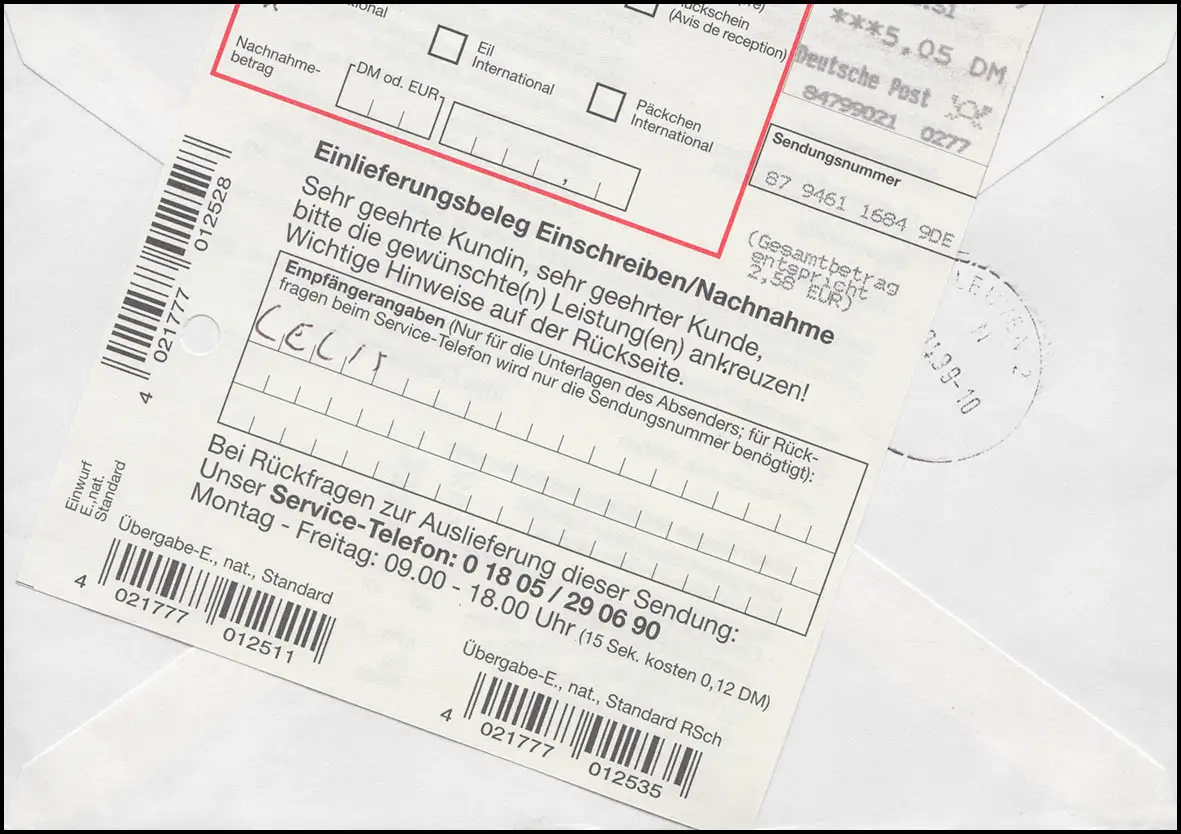 national
Rückschein
(Avis de reception)
Eil
International
Päckchen
International
Nachnahme-
betrag
DM od. EUR
,
***5,05 DM
Deutsche Post
84799021 0277
Sendungsnummer
87 9461 1684 9DE
(Gesamtbetrag
entspricht
2,58 EUR)
Einlieferungsbeleg Einschreiben/Nachnahme
Sehr geehrte Kundin, sehr geehrter Kunde,
bitte die gewünschte(n) Leistung(en) ankreuzen!
Wichtige Hinweise auf der Rückseite.
Empfängerangaben (Nur für die Unterlagen des Absenders; für Rück-
fragen beim Service-Telefon wird nur die Sendungsnummer benögtigt):
CELIS
Bei Rückfragen zur Auslieferung dieser Sendung:
Unser Service-Telefon: 0 18 05 / 29 06 90
Montag - Freitag: 09.00 - 18.00 Uhr (15 Sek. kosten 0,12 DM)
4 021777 012528
Einwurf
E.,nat.,
Standard
Übergabe-E., nat., Standard
4 021777 012511
Übergabe-E., nat., Standard RSch
4 021777 012535